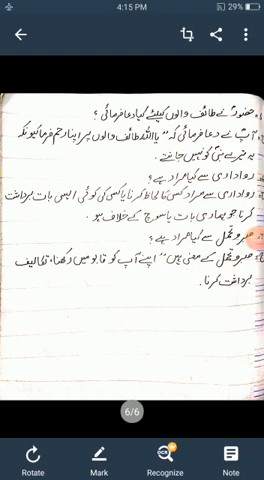 4:15 PM
29%
س، حضورؐ نے طائف والوں کیلئے کیا دعا فرمائی؟
ج، آپؐ نے دعا فرمائی کہ "یا اللہ طائف والوں پر اپنا رحم فرما کیونکہ
یہ تیرے نبی کو نہیں جانتے۔
س، رواداری سے کیا مراد ہے؟
ج، رواداری سے مراد کسی کا لحاظ کرنا یا کسی کی کوئی ایسی بات برداشت
کرنا جو ہماری بات یا سوچ کے خلاف ہو۔
س، صبر و تحمل سے کیا مراد ہے؟
ج، صبر و تحمل کے معنی ہیں "اپنے آپ کو قابو میں رکھنا، تکالیف
برداشت کرنا۔
6/6
Rotate Mark Recognize Note
OCR